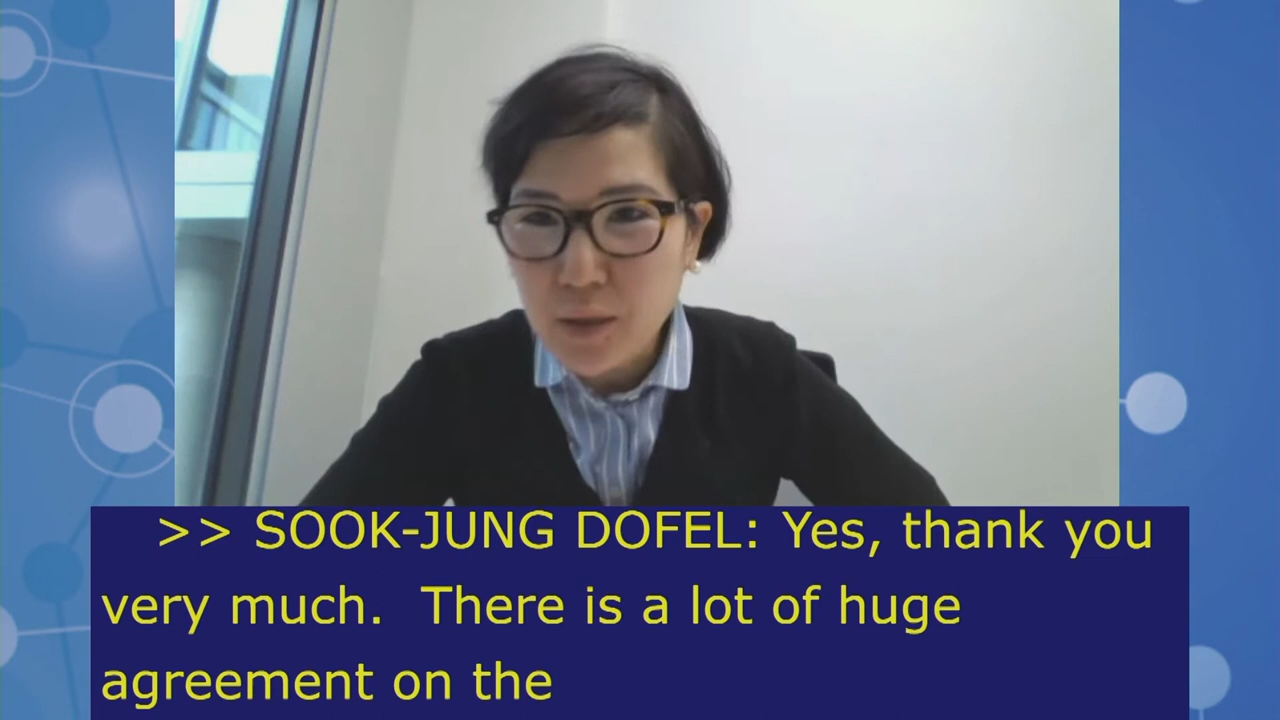 >> SOOK-JUNG DOFEL: Yes, thank you
very much.  There is a lot of huge
agreement on the